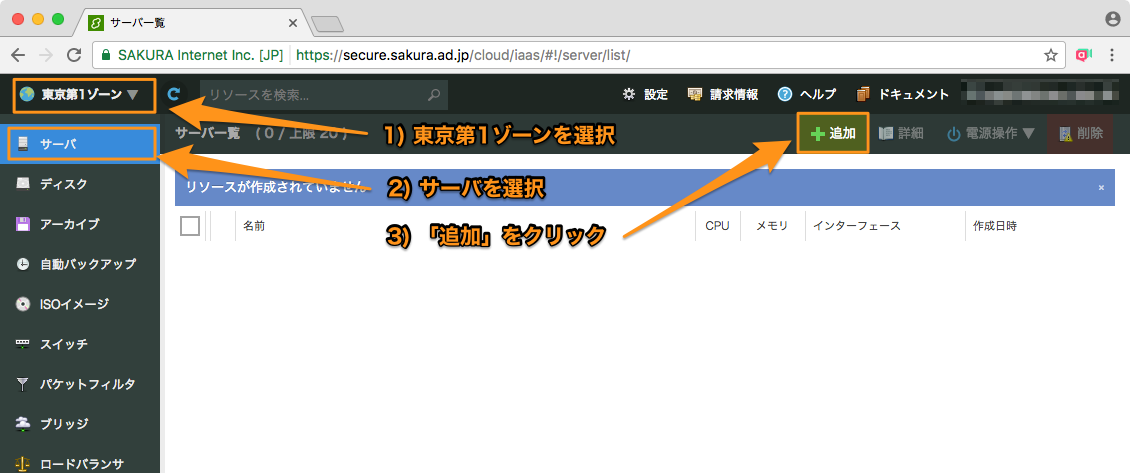 サーバ一覧
SAKURA Internet Inc. [JP] https://secure.sakura.ad.jp/cloud/iaas/#!/server/list/
東京第1ゾーン▼ リソースを検索... 設定 請求情報 ヘルプ ドキュメント
サーバ一覧 ( 0 / 上限 20 ) 追加 詳細 電源操作▼ 削除
1) 東京第1ゾーンを選択
サーバ
リソースが作成されていません ×
2) サーバを選択
ディスク
アーカイブ
名前 CPU メモリ インターフェース 作成日時
3) 「追加」をクリック
自動バックアップ
ISOイメージ
スイッチ
パケットフィルタ
ブリッジ
ロードバランサ